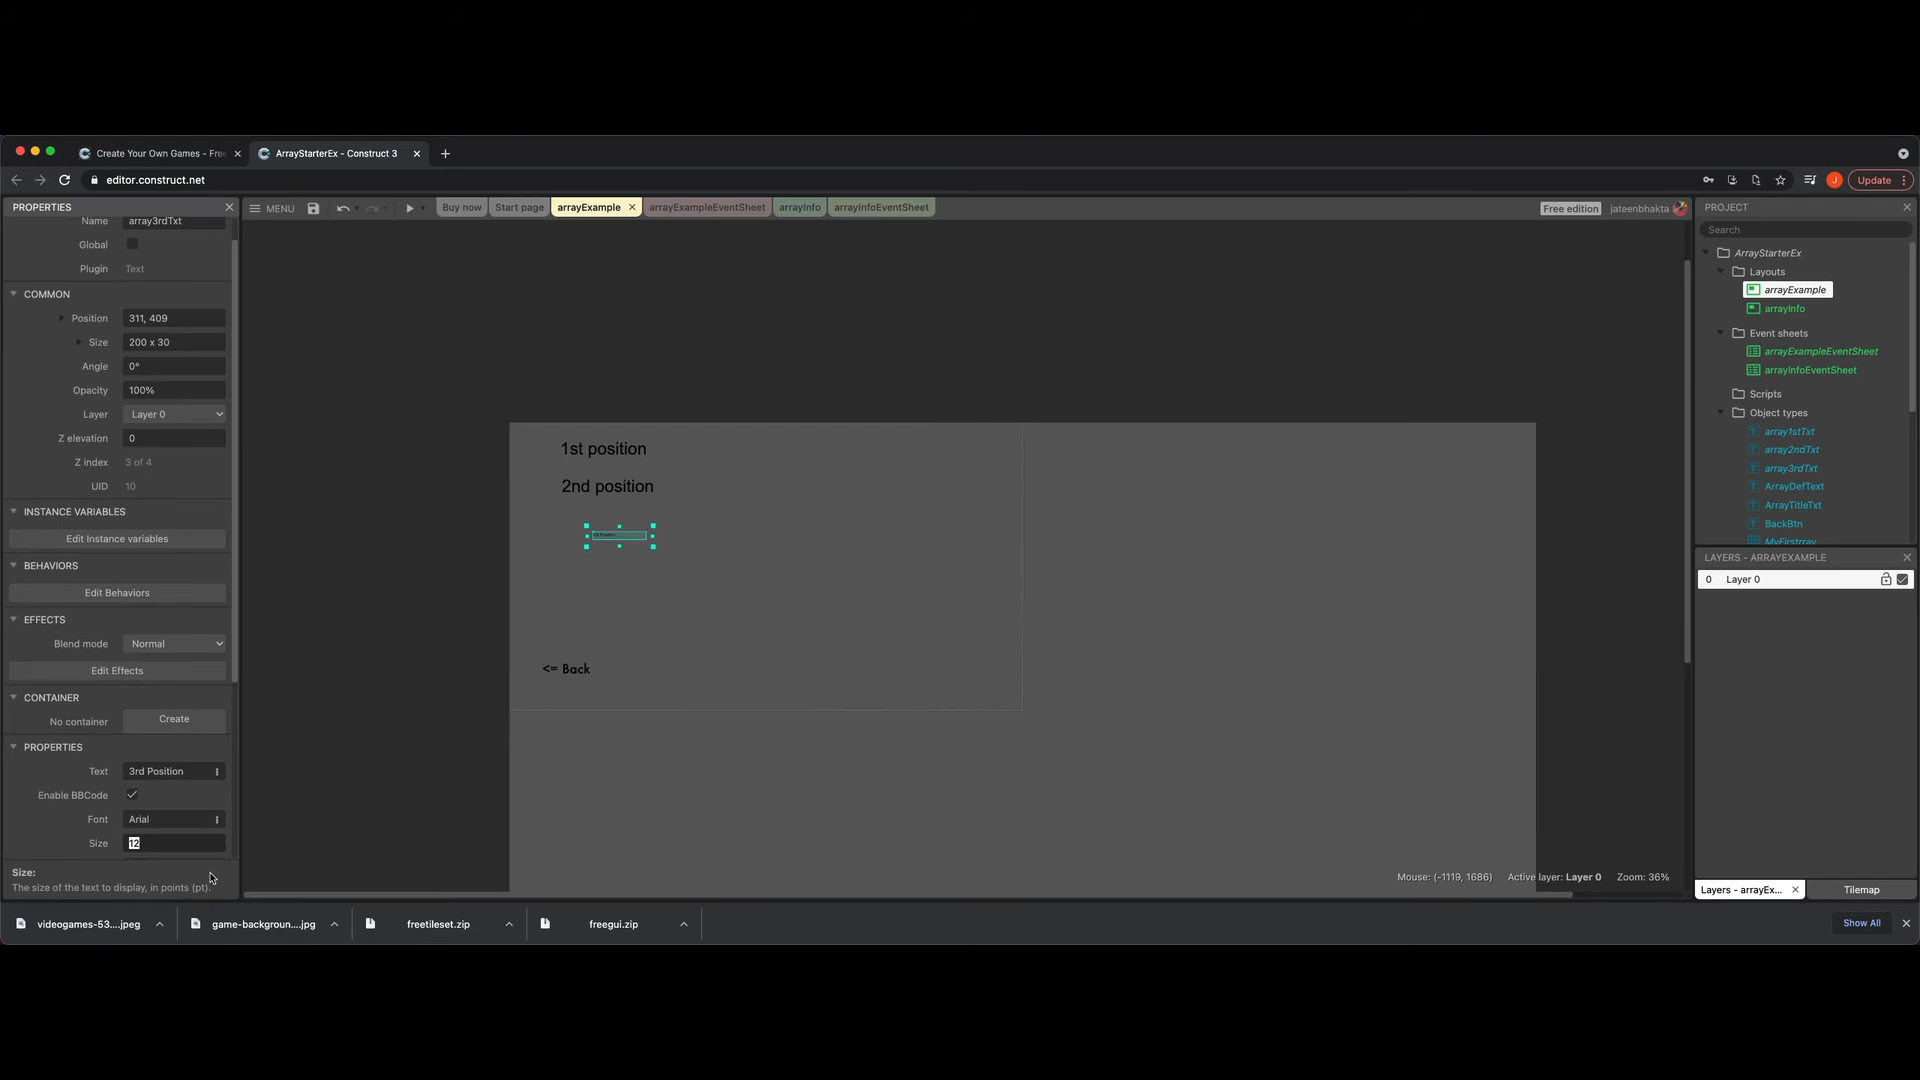 Create Your Own Games - Free
ArrayStarterEx - Construct 3
editor.construct.net
J
Update
PROPERTIES
MENU
Buy now
Start page
arrayExample
arrayExampleEventSheet
arrayInfo
arrayInfoEventSheet
Free edition
jateenbhakta
PROJECT
Name
array3rdTxt
Global
Plugin
Text
COMMON
Position
311, 409
Size
200 x 30
Angle
0°
Opacity
100%
Layer
Layer 0
Z elevation
0
Z index
3 of 4
UID
10
INSTANCE VARIABLES
Edit Instance variables
BEHAVIORS
Edit Behaviors
EFFECTS
Blend mode
Normal
Edit Effects
CONTAINER
No container
Create
PROPERTIES
Text
3rd Position
Enable BBCode
Font
Arial
Size
12
Size:
The size of the text to display, in points (pt).
1st position
2nd position
<= Back
Mouse: (-1119, 1686)
Active layer: Layer 0
Zoom: 36%
Search
ArrayStarterEx
Layouts
arrayExample
arrayInfo
Event sheets
arrayExampleEventSheet
arrayInfoEventSheet
Scripts
Object types
array1stTxt
array2ndTxt
array3rdTxt
ArrayDefText
ArrayTitleTxt
BackBtn
MyFirstrray
LAYERS - ARRAYEXAMPLE
0
Layer 0
Layers - arrayEx...
Tilemap
videogames-53....jpeg
game-backgroun....jpg
freetileset.zip
freegui.zip
Show All